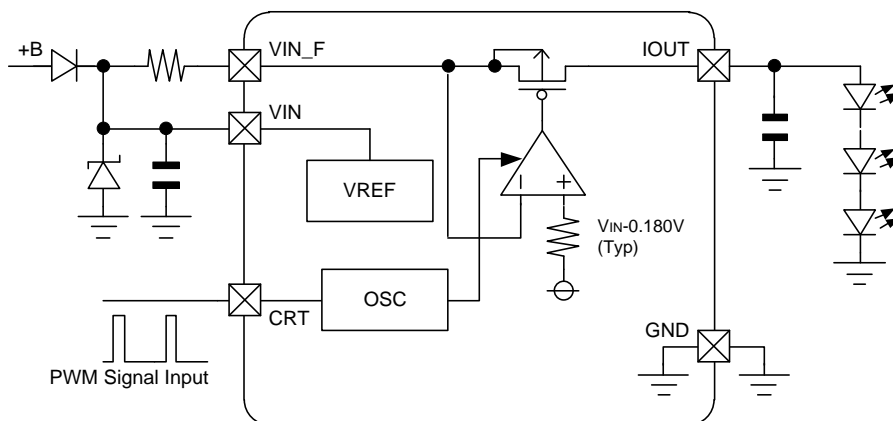 +B
VIN_F
IOUT
VIN
VREF
VIN-0.180V
(Typ)
OSC
CRT
GND
PWM Signal Input